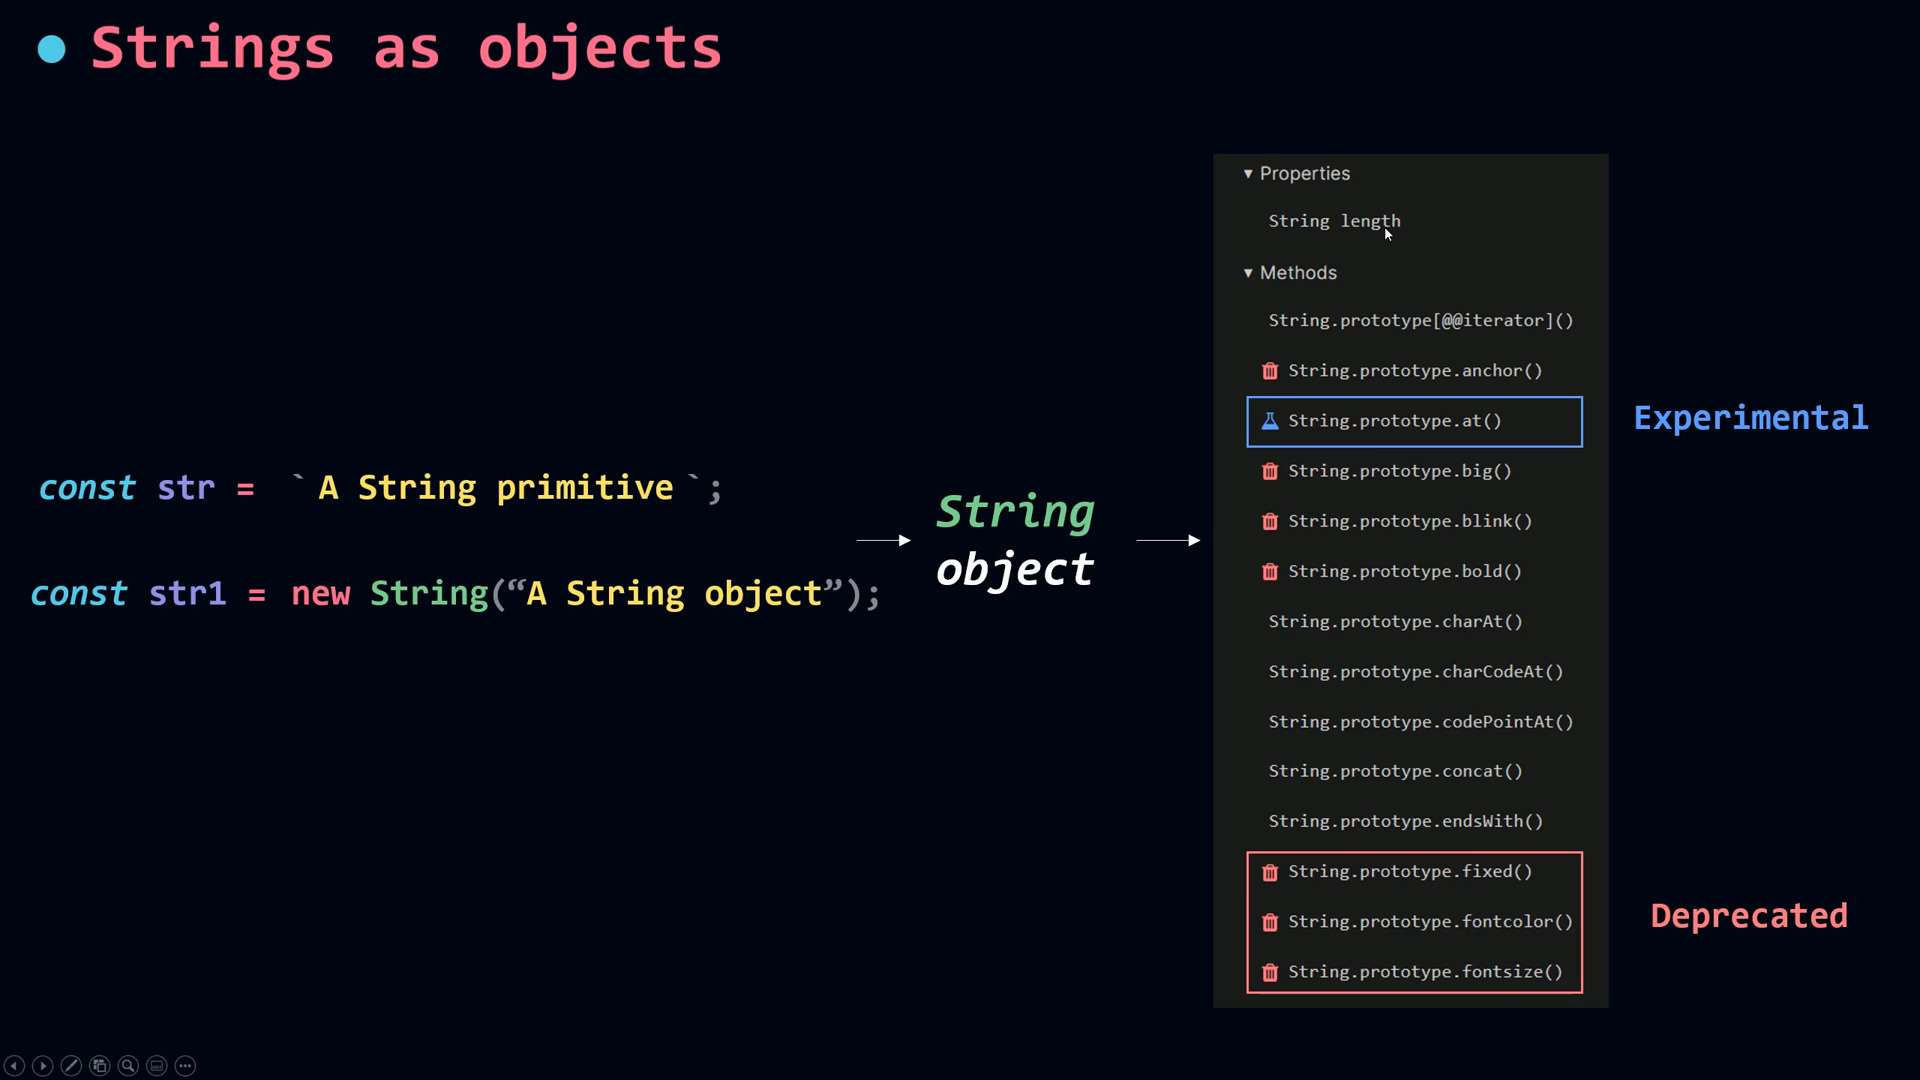 Strings as objects
const str = `A String primitive`;
const str1 = new String(“A String object”);
String
object
▾ Properties
String length
▾ Methods
String.prototype[@@iterator]()
String.prototype.anchor()
String.prototype.at()
String.prototype.big()
String.prototype.blink()
String.prototype.bold()
String.prototype.charAt()
String.prototype.charCodeAt()
String.prototype.codePointAt()
String.prototype.concat()
String.prototype.endsWith()
String.prototype.fixed()
String.prototype.fontcolor()
String.prototype.fontsize()
Experimental
Deprecated